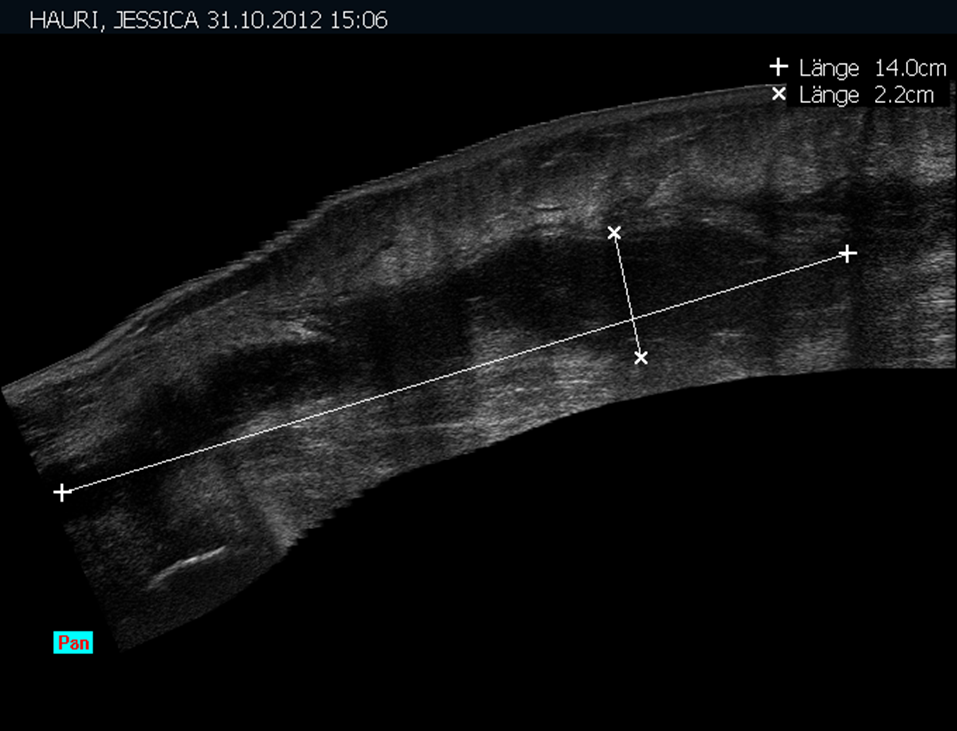 HAURI, JESSICA 31.10.2012 15:06
+ Länge 14.0cm
× Länge 2.2cm
Pan